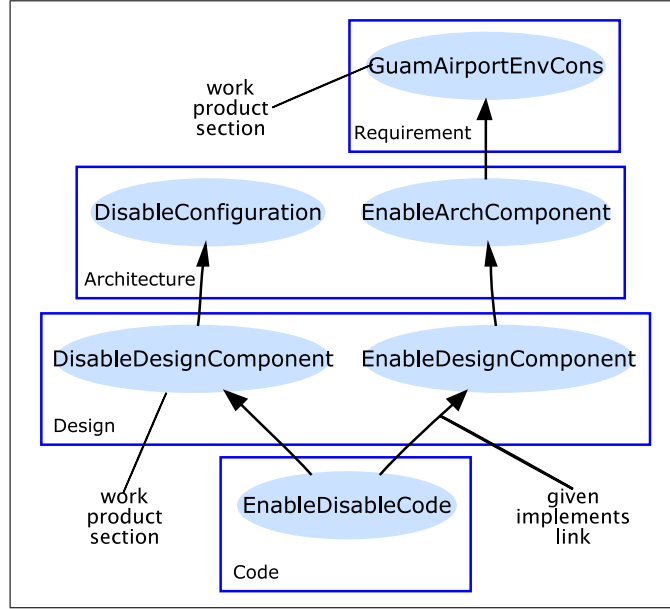 GuamAirportEnvCons
work
product
section
Requirement
DisableConfiguration
EnableArchComponent
Architecture
DisableDesignComponent
EnableDesignComponent
Design
work
product
section
EnableDisableCode
given
implements
link
Code